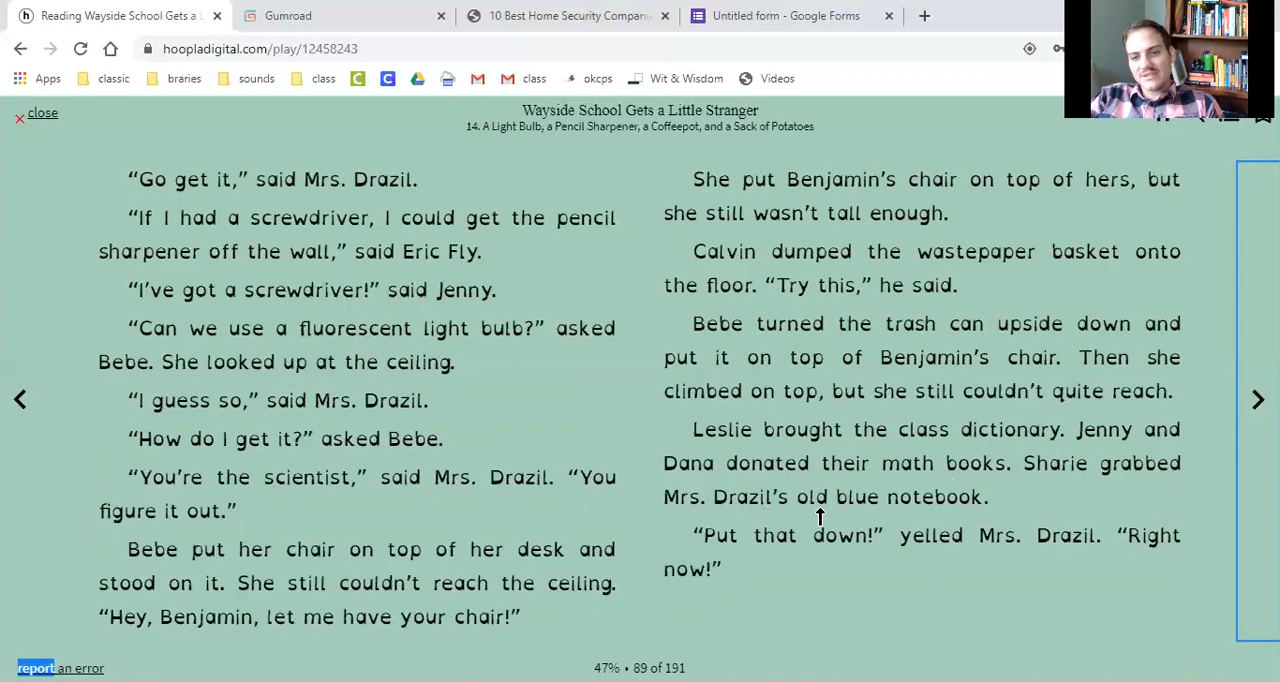 Reading Wayside School Gets a L
Gumroad
10 Best Home Security Compan
Untitled form - Google Forms
hoopladigital.com/play/12458243
Apps
classic
braries
sounds
class
class
okcps
Wit & Wisdom
Videos
close
Wayside School Gets a Little Stranger
14. A Light Bulb, a Pencil Sharpener, a Coffeepot, and a Sack of Potatoes
“Go get it,” said Mrs. Drazil.
“If I had a screwdriver, I could get the pencil
sharpener off the wall,” said Eric Fly.
“I’ve got a screwdriver!” said Jenny.
“Can we use a fluorescent light bulb?” asked
Bebe. She looked up at the ceiling.
“I guess so,” said Mrs. Drazil.
“How do I get it?” asked Bebe.
“You’re the scientist,” said Mrs. Drazil. “You
figure it out.”
Bebe put her chair on top of her desk and
stood on it. She still couldn’t reach the ceiling.
“Hey, Benjamin, let me have your chair!”
She put Benjamin’s chair on top of hers, but
she still wasn’t tall enough.
Calvin dumped the wastepaper basket onto
the floor. “Try this,” he said.
Bebe turned the trash can upside down and
put it on top of Benjamin’s chair. Then she
climbed on top, but she still couldn’t quite reach.
Leslie brought the class dictionary. Jenny and
Dana donated their math books. Sharie grabbed
Mrs. Drazil’s old blue notebook.
“Put that down!” yelled Mrs. Drazil. “Right
now!”
report an error
47% • 89 of 191